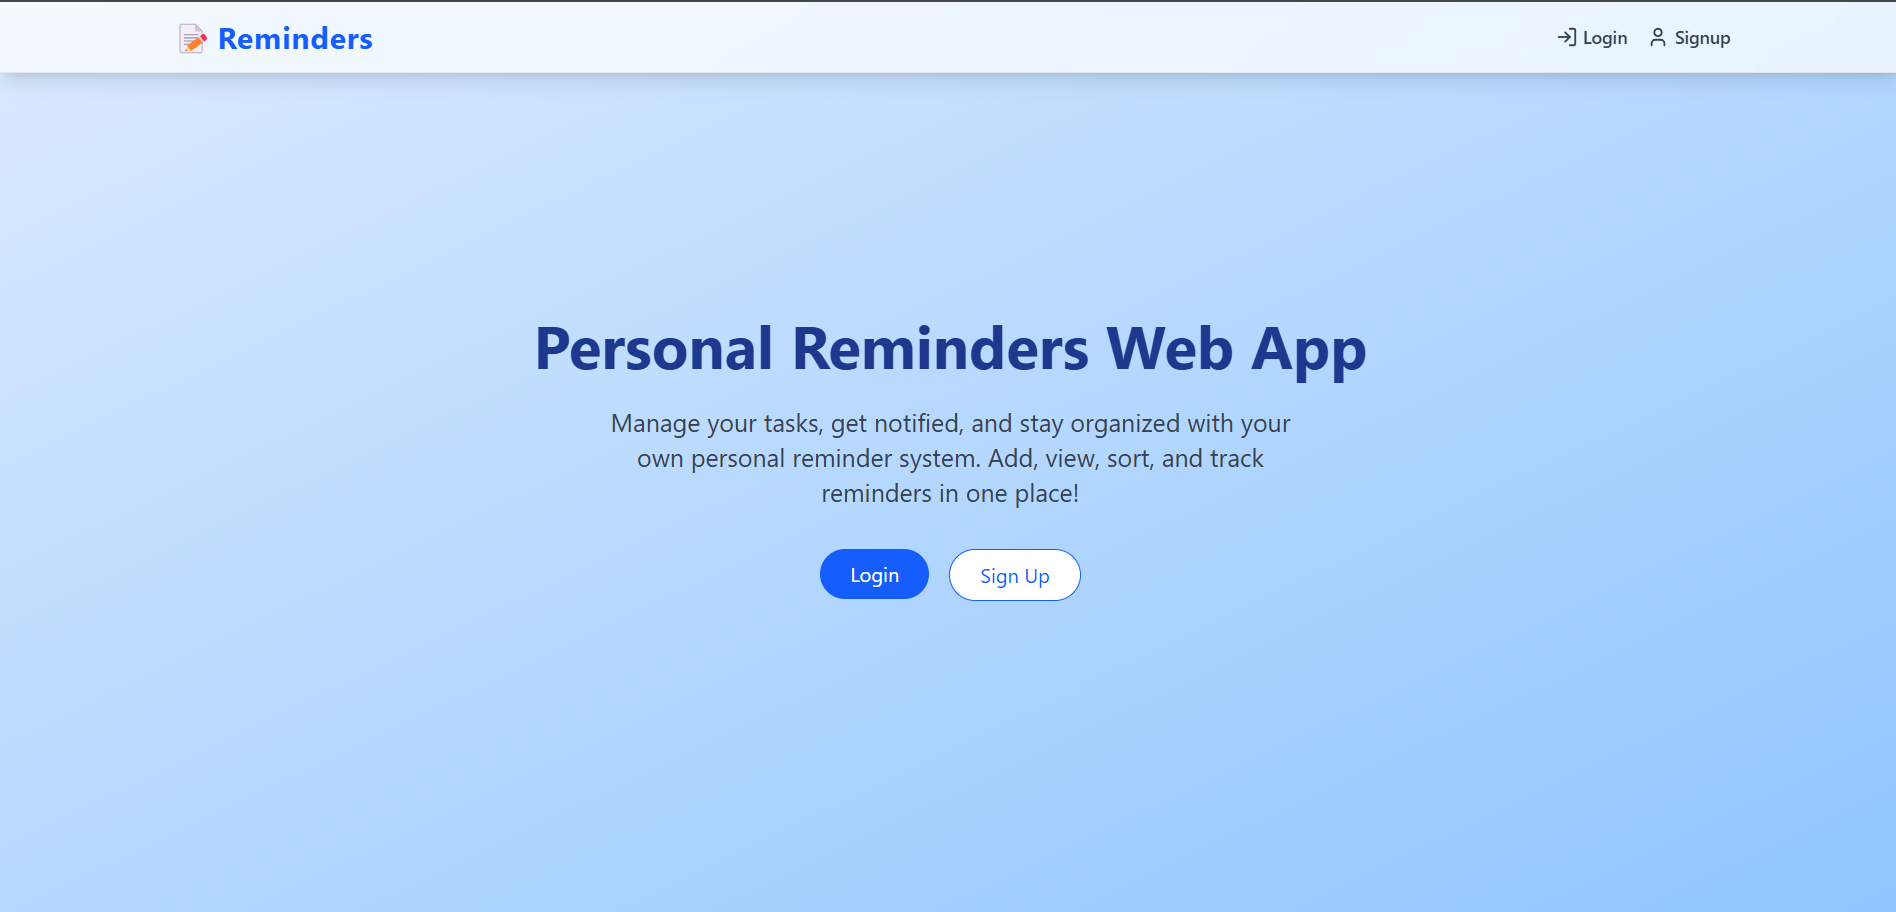 Reminders
Login
Signup
Personal Reminders Web App
Manage your tasks, get notified, and stay organized with your
own personal reminder system. Add, view, sort, and track
reminders in one place!
Login
Sign Up